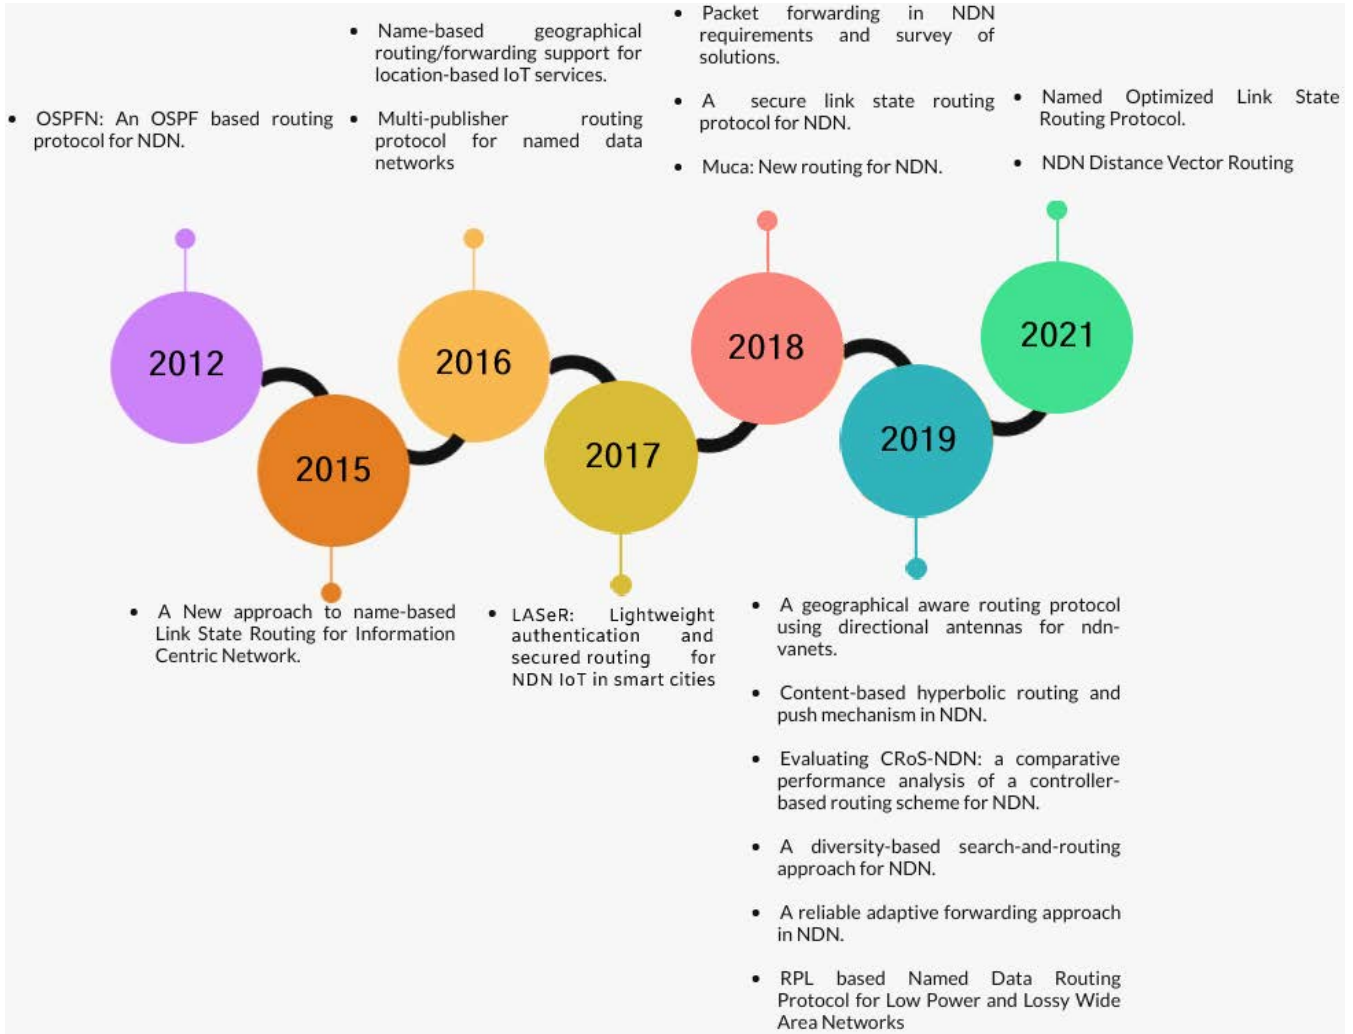 • OSPFN: An OSPF based routing
protocol for NDN.
• Name-based geographical
routing/forwarding support for
location-based IoT services.
• Multi-publisher routing
protocol for named data
networks
• Packet forwarding in NDN
requirements and survey of
solutions.
• A secure link state routing
protocol for NDN.
• Muca: New routing for NDN.
• Named Optimized Link State
Routing Protocol.
• NDN Distance Vector Routing
2012
2015
2016
2017
2018
2019
2021
• A New approach to name-based
Link State Routing for Information
Centric Network.
• LASeR: Lightweight
authentication and
secured routing for
NDN IoT in smart cities
• A geographical aware routing protocol
using directional antennas for ndn-
vanets.
• Content-based hyperbolic routing and
push mechanism in NDN.
• Evaluating CRoS-NDN: a comparative
performance analysis of a controller-
based routing scheme for NDN.
• A diversity-based search-and-routing
approach for NDN.
• A reliable adaptive forwarding approach
in NDN.
• RPL based Named Data Routing
Protocol for Low Power and Lossy Wide
Area Networks